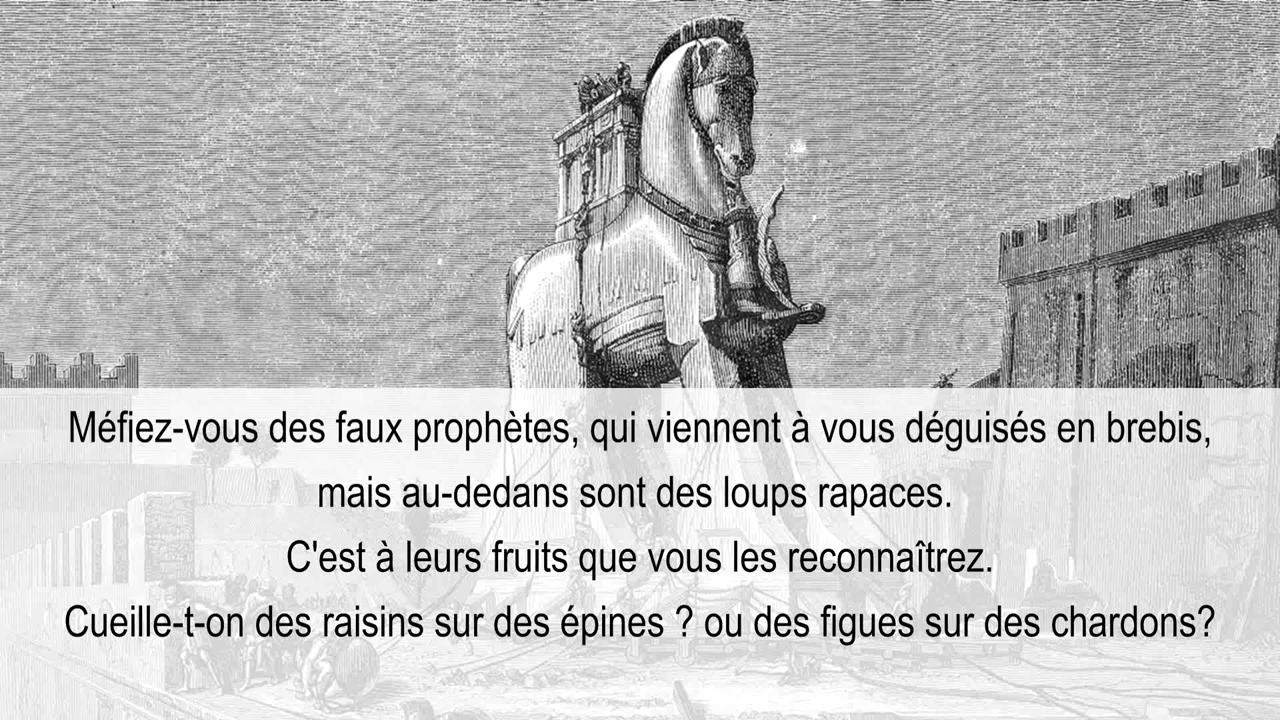 Méfiez-vous des faux prophètes, qui viennent à vous déguisés en brebis,
mais au-dedans sont des loups rapaces.
C'est à leurs fruits que vous les reconnaîtrez.
Cueille-t-on des raisins sur des épines ? ou des figues sur des chardons?